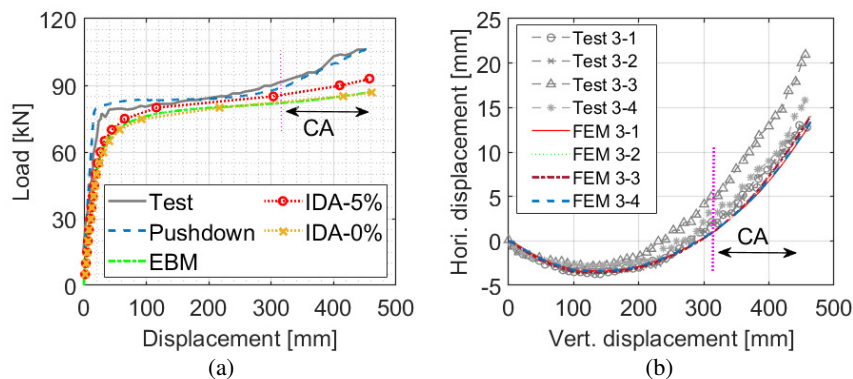 120
90
60
30
0
Load [kN]
CA
Test
Pushdown
EBM
IDA-5%
IDA-0%
0 100 200 300 400 500
Displacement [mm]
(a)
25
20
15
10
5
0
-5
Hori. displacement [mm]
Test 3-1
Test 3-2
Test 3-3
Test 3-4
FEM 3-1
FEM 3-2
FEM 3-3
FEM 3-4
CA
0 100 200 300 400 500
Vert. displacement [mm]
(b)